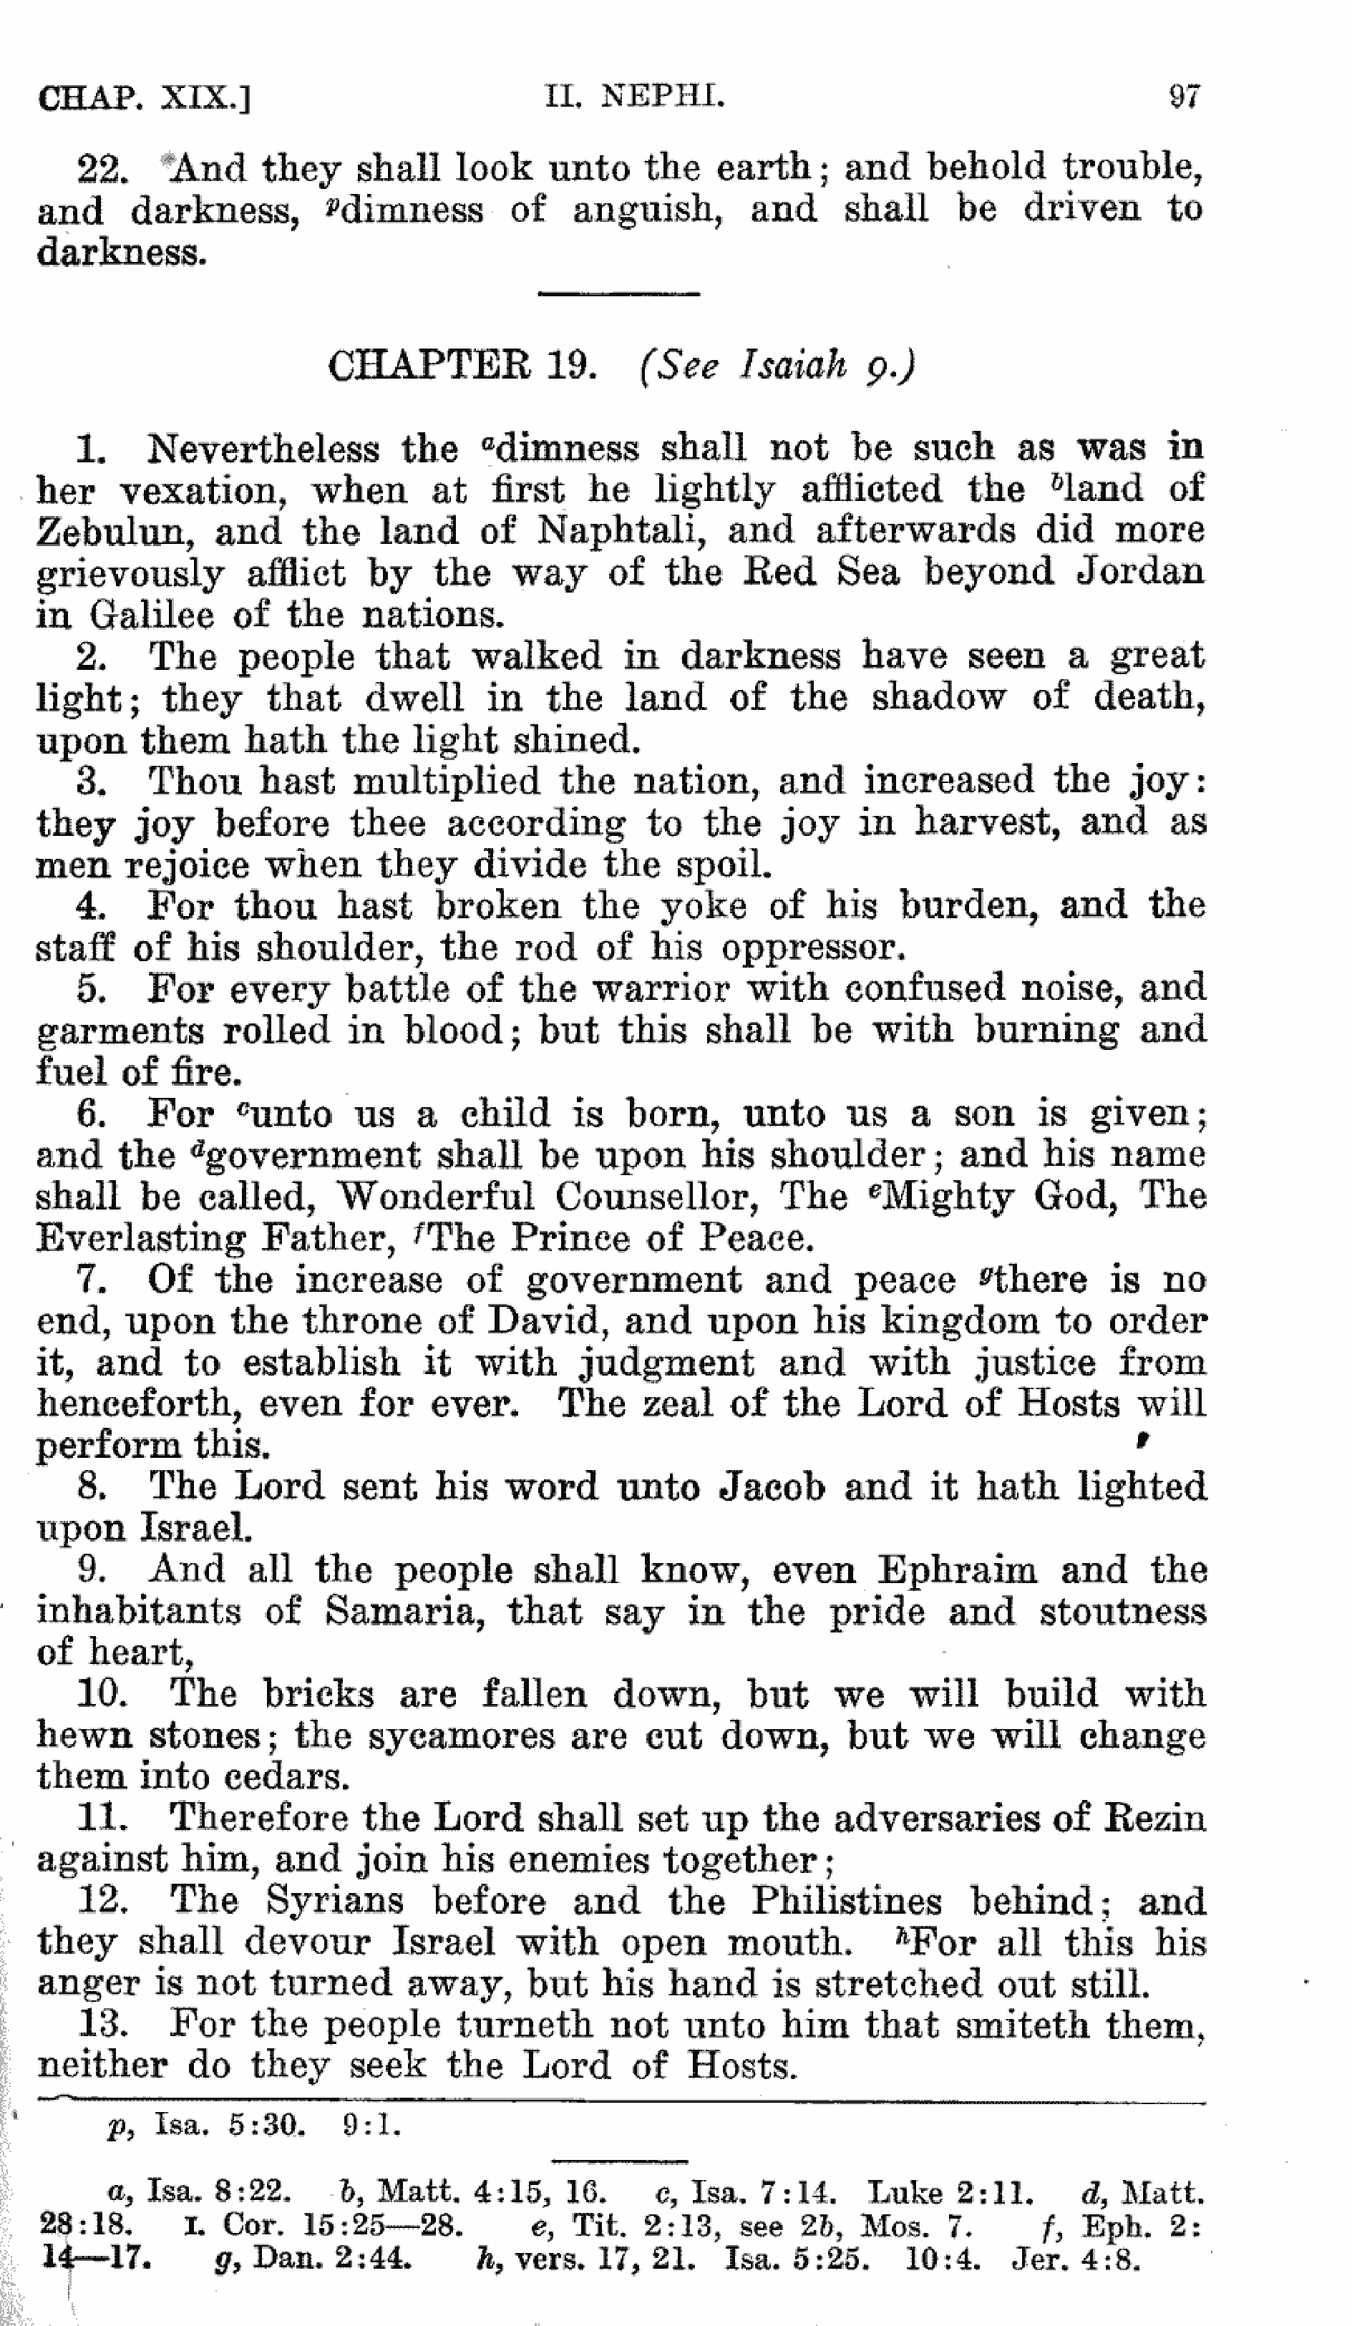 CHAP. XIX.] II. NEPHI. 97
22. *And they shall look unto the earth; and behold trouble,
and darkness, pdimness of anguish, and shall be driven to
darkness.
CHAPTER 19. (See Isaiah 9.)
1. Nevertheless the adimness shall not be such as was in
her vexation, when at first he lightly afflicted the bland of
Zebulun, and the land of Naphtali, and afterwards did more
grievously afflict by the way of the Red Sea beyond Jordan
in Galilee of the nations.
2. The people that walked in darkness have seen a great
light; they that dwell in the land of the shadow of death,
upon them hath the light shined.
3. Thou hast multiplied the nation, and increased the joy:
they joy before thee according to the joy in harvest, and as
men rejoice when they divide the spoil.
4. For thou hast broken the yoke of his burden, and the
staff of his shoulder, the rod of his oppressor.
5. For every battle of the warrior with confused noise, and
garments rolled in blood; but this shall be with burning and
fuel of fire.
6. For cunto us a child is born, unto us a son is given;
and the dgovernment shall be upon his shoulder; and his name
shall be called, Wonderful Counsellor, The eMighty God, The
Everlasting Father, fThe Prince of Peace.
7. Of the increase of government and peace gthere is no
end, upon the throne of David, and upon his kingdom to order
it, and to establish it with judgment and with justice from
henceforth, even for ever. The zeal of the Lord of Hosts will
perform this.
8. The Lord sent his word unto Jacob and it hath lighted
upon Israel.
9. And all the people shall know, even Ephraim and the
inhabitants of Samaria, that say in the pride and stoutness
of heart,
10. The bricks are fallen down, but we will build with
hewn stones; the sycamores are cut down, but we will change
them into cedars.
11. Therefore the Lord shall set up the adversaries of Rezin
against him, and join his enemies together;
12. The Syrians before and the Philistines behind; and
they shall devour Israel with open mouth. hFor all this his
anger is not turned away, but his hand is stretched out still.
13. For the people turneth not unto him that smiteth them,
neither do they seek the Lord of Hosts.
p, Isa. 5:30. 9:1.
a, Isa. 8:22. b, Matt. 4:15, 16. c, Isa. 7:14. Luke 2:11. d, Matt.
28:18. I. Cor. 15:25—28. e, Tit. 2:13, see 2b, Mos. 7. f, Eph. 2:
14—17. g, Dan. 2:44. h, vers. 17, 21. Isa. 5:25. 10:4. Jer. 4:8.